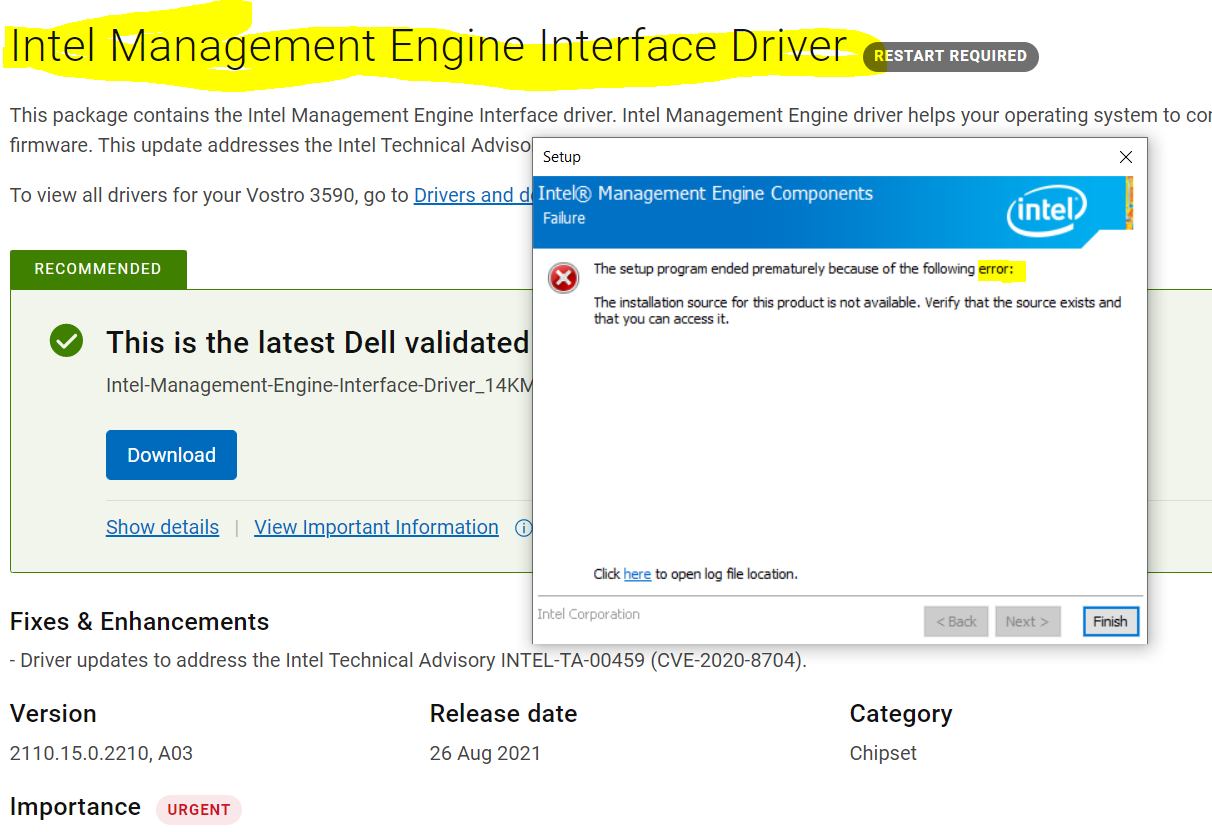 Intel Management Engine Interface Driver RESTART REQUIRED
This package contains the Intel Management Engine Interface driver. Intel Management Engine driver helps your operating system to
firmware. This update addresses the Intel Technical
To view all drivers for your Vostro 3590, go to Drivers and
Setup
Intel® Management Engine Components
Failure
intel
The setup program ended prematurely because of the following error:
The installation source for this product is not available. Verify that the source exists and
that you can access it.
Click here to open log file location.
Intel Corporation
< Back Next > Finish
RECOMMENDED
This is the latest Dell validated
Intel-Management-Engine-Interface-Driver_14KM
Download
Show details | View Important Information
Fixes & Enhancements
- Driver updates to address the Intel Technical Advisory INTEL-TA-00459 (CVE-2020-8704).
Version Release date Category
2110.15.0.2210, A03 26 Aug 2021 Chipset
Importance URGENT